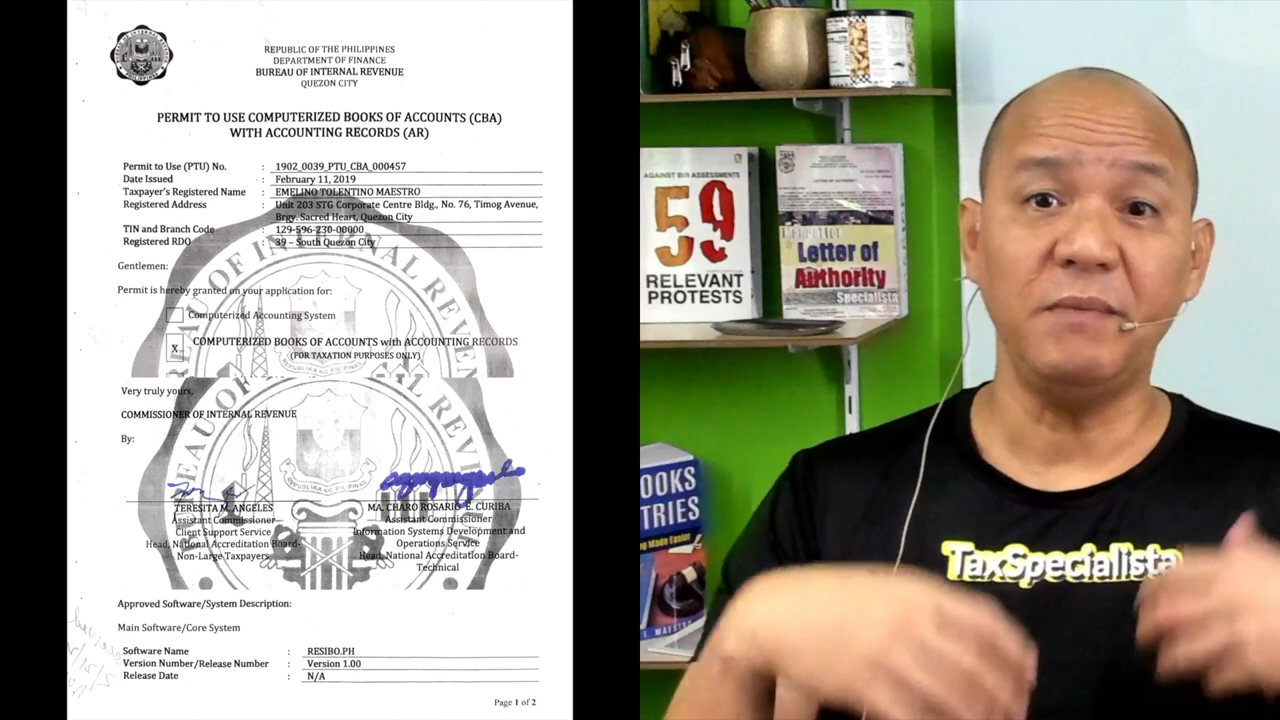 REPUBLIC OF THE PHILIPPINES
DEPARTMENT OF FINANCE
BUREAU OF INTERNAL REVENUE
QUEZON CITY
PERMIT TO USE COMPUTERIZED BOOKS OF ACCOUNTS (CBA)
WITH ACCOUNTING RECORDS (AR)
Permit to Use (PTU) No. : 1902_0039_PTU_CBA_000457
Date Issued : February 11, 2019
Taxpayer's Registered Name : EMELINO TOLENTINO MAESTRO
Registered Address : Unit 203 STG Corporate Centre Bldg., No. 76, Timog Avenue,
Brgy. Sacred Heart, Quezon City
TIN and Branch Code : 129-596-230-00000
Registered RDO : 39 – South Quezon City
Gentlemen:
Permit is hereby granted on your application for:
Computerized Accounting System
X COMPUTERIZED BOOKS OF ACCOUNTS with ACCOUNTING RECORDS
(FOR TAXATION PURPOSES ONLY)
Very truly yours,
COMMISSIONER OF INTERNAL REVENUE
By:
TERESITA M. ANGELES
Assistant Commissioner
Client Support Service
Head, National Accreditation Board-
Non-Large Taxpayers
MA. CHARO ROSARIO E. CURIBA
Assistant Commissioner
Information Systems Development and
Operations Service
Head, National Accreditation Board-
Technical
Approved Software/System Description:
Main Software/Core System
Software Name : RESIBO.PH
Version Number/Release Number : Version 1.00
Release Date : N/A
Page 1 of 2
AGAINST BIR ASSESSMENTS
59
RELEVANT
PROTESTS
Letter of
Authority
Specialista
OOKS
TRIES
ng Made Easier
T. MAESTRO
TaxSpecialista